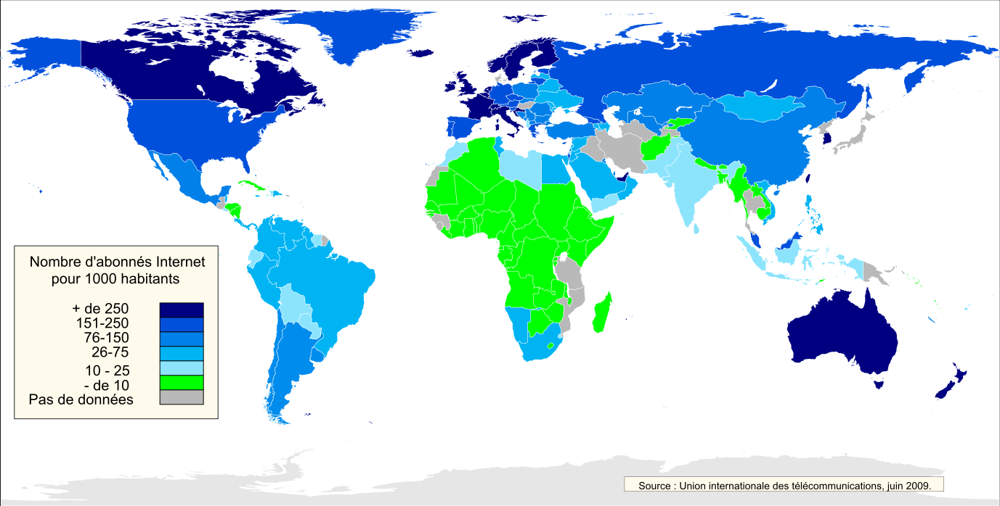 Nombre d'abonnés Internet
pour 1000 habitants
+ de 250
151-250
76-150
26-75
10 - 25
- de 10
Pas de données
Source : Union internationale des télécommunications, juin 2009.